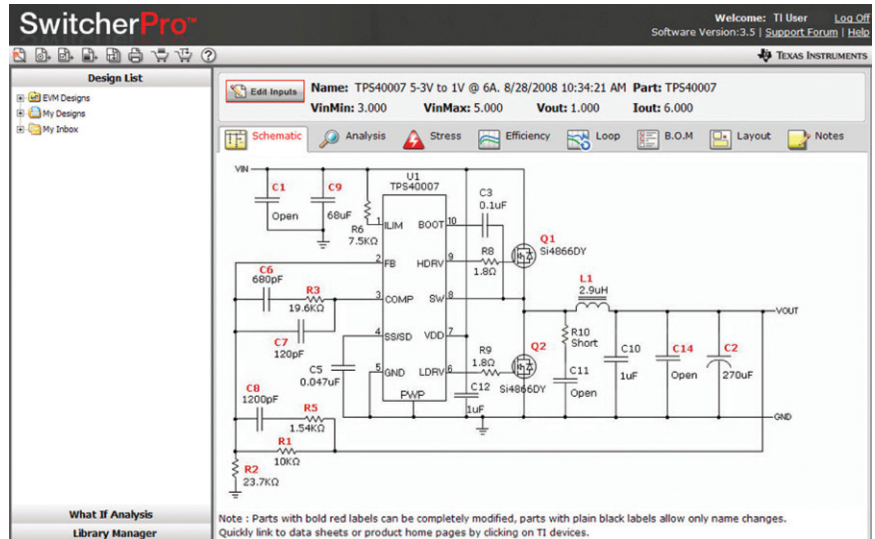 SwitcherPro™
Welcome: TI User Log Off
Software Version:3.5 | Support Forum | Help
TEXAS INSTRUMENTS
Design List
EVM Designs
My Designs
My Inbox
What If Analysis
Library Manager
Edit Inputs
Name: TPS40007 5-3V to 1V @ 6A. 8/28/2008 10:34:21 AM Part: TPS40007
VinMin: 3.000 VinMax: 5.000 Vout: 1.000 Iout: 6.000
Schematic Analysis Stress Efficiency Loop B.O.M Layout Notes
VIN
C1
Open
C9
68uF
R6
7.5KΩ
U1
TPS40007
1 ILIM BOOT 10
2 FB HDRV 9
3 COMP SW 8
4 SS/SD VDD 7
5 GND LDRV 6
PWP
C3
0.1uF
R8
1.8Ω
Q1
Si4866DY
L1
2.9uH
VOUT
C6
680pF
R3
19.6KΩ
C7
120pF
C5
0.047uF
R9
1.8Ω
Q2
Si4866DY
C12
1uF
R10
Short
C11
Open
C10
1uF
C14
Open
C2
270uF
GND
C8
1200pF
R5
1.54KΩ
R1
10KΩ
R2
23.7KΩ
Note : Parts with bold red labels can be completely modified, parts with plain black labels allow only name changes.
Quickly link to data sheets or product home pages by clicking on TI devices.